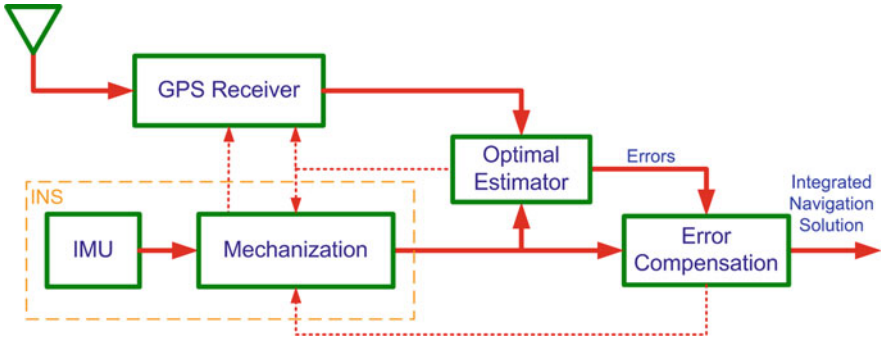 GPS Receiver
Optimal
Estimator
Errors
Integrated
Navigation
Solution
INS
IMU
Mechanization
Error
Compensation